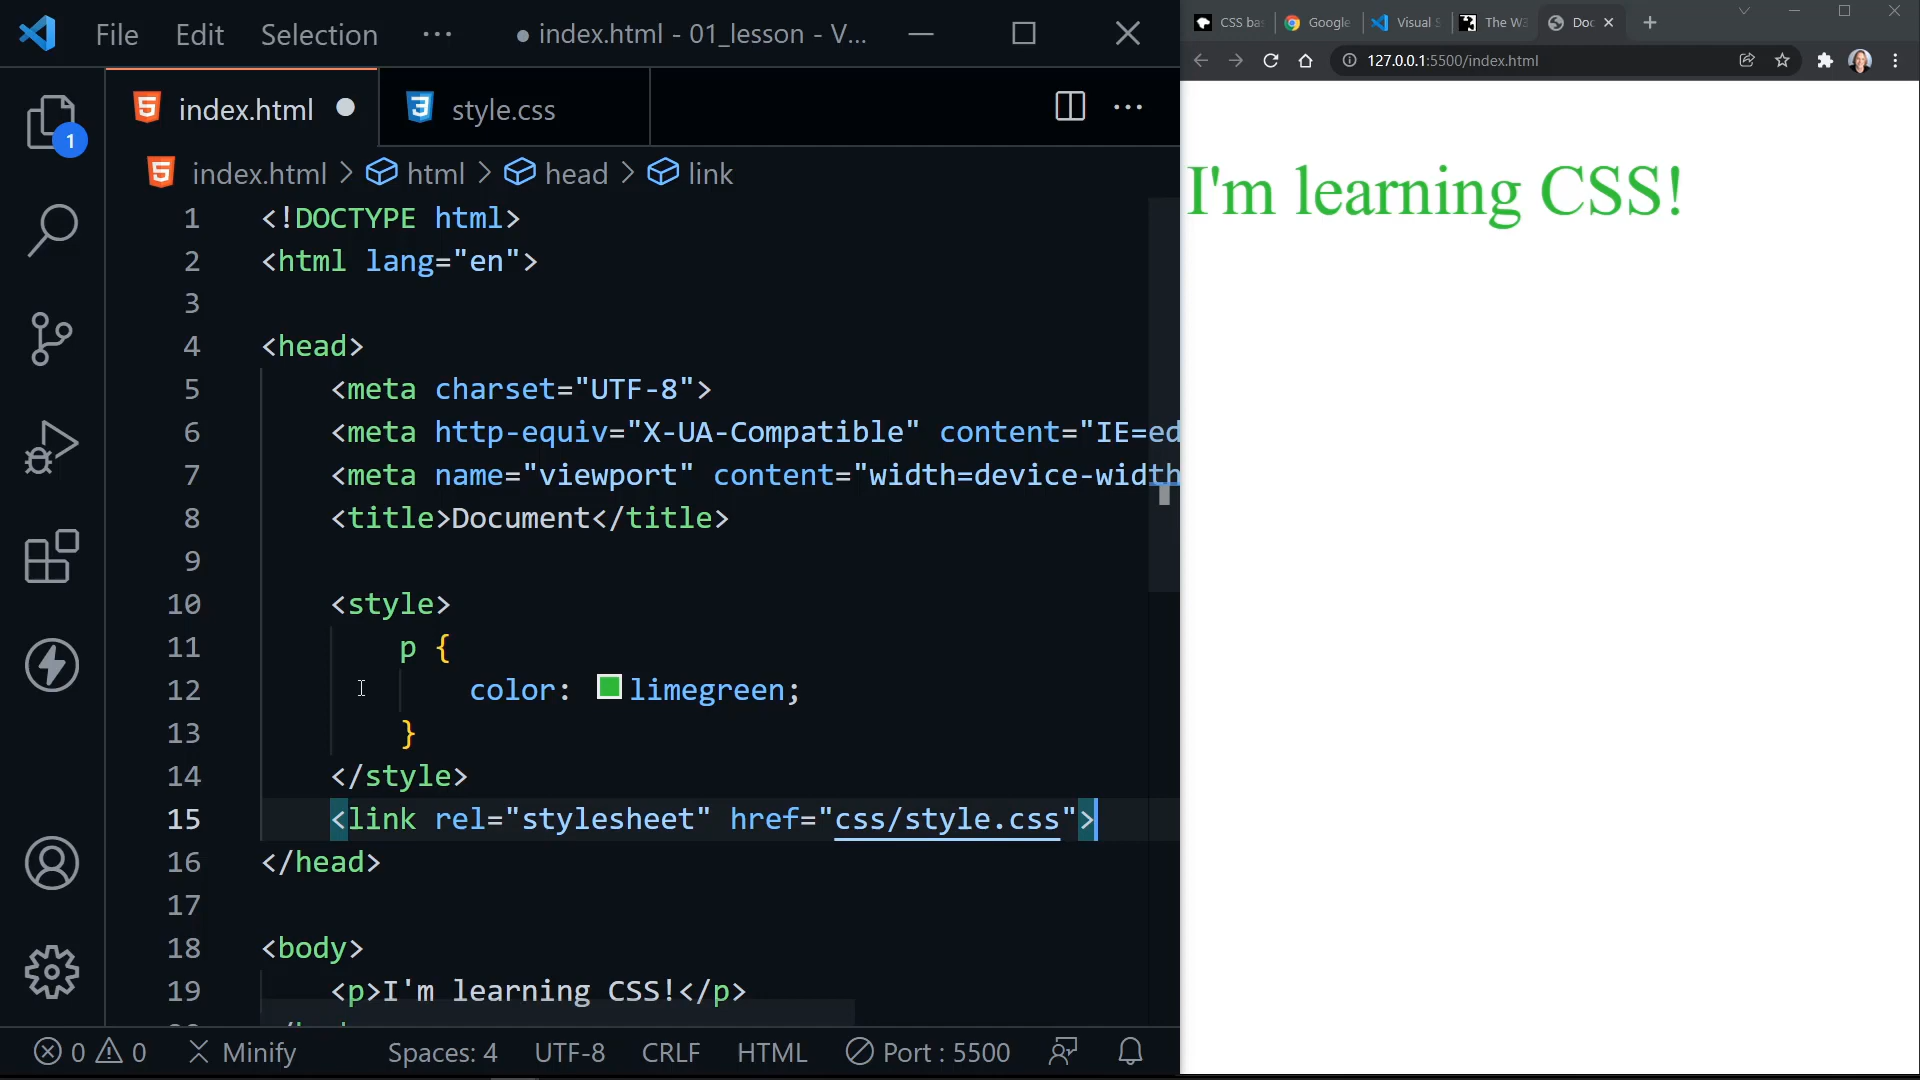 File Edit Selection ··· ● index.html - 01_lesson - V...
index.html ● style.css ···
index.html > html > head > link
1 <!DOCTYPE html>
2 <html lang="en">
3
4 <head>
5 <meta charset="UTF-8">
6 <meta http-equiv="X-UA-Compatible" content="IE=ed
7 <meta name="viewport" content="width=device-width
8 <title>Document</title>
9
10 <style>
11 p {
12 color: limegreen;
13 }
14 </style>
15 <link rel="stylesheet" href="css/style.css">
16 </head>
17
18 <body>
19 <p>I'm learning CSS!</p>
1
0 0 Minify Spaces: 4 UTF-8 CRLF HTML Port : 5500
CSS ba Google Visual S The W3 Doc
127.0.0.1:5500/index.html
I'm learning CSS!